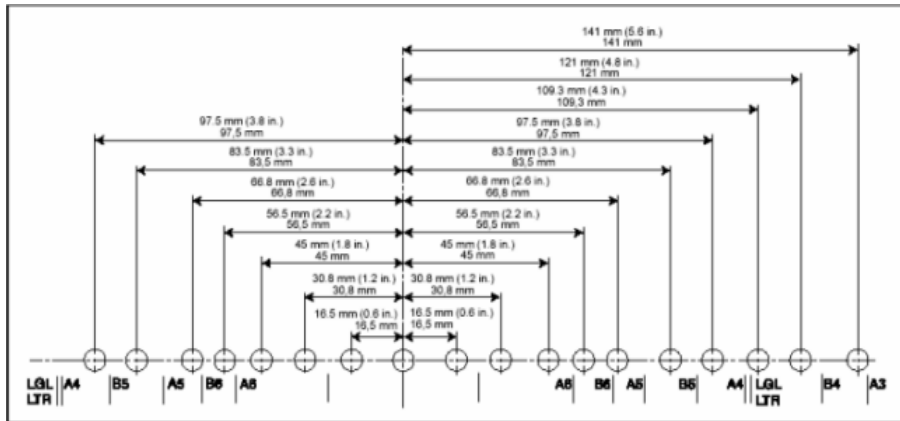 141 mm (5.6 in.)
141 mm
121 mm (4.8 in.)
121 mm
109.3 mm (4.3 in.)
109,3 mm
97.5 mm (3.8 in.)
97,5 mm
97.5 mm (3.8 in.)
97,5 mm
83.5 mm (3.3 in.)
83,5 mm
83.5 mm (3.3 in.)
83,5 mm
66.8 mm (2.6 in.)
66,8 mm
66.8 mm (2.6 in.)
66,8 mm
56.5 mm (2.2 in.)
56,5 mm
56.5 mm (2.2 in.)
56,5 mm
45 mm (1.8 in.)
45 mm
45 mm (1.8 in.)
45 mm
30.8 mm (1.2 in.)
30,8 mm
30.8 mm (1.2 in.)
30,8 mm
16.5 mm (0.6 in.)
16,5 mm
16.5 mm (0.6 in.)
16,5 mm
LGL A4 B5 A5 B6 A6 A6 B6 A5 B5 A4 LGL B4 A3
LTR LTR